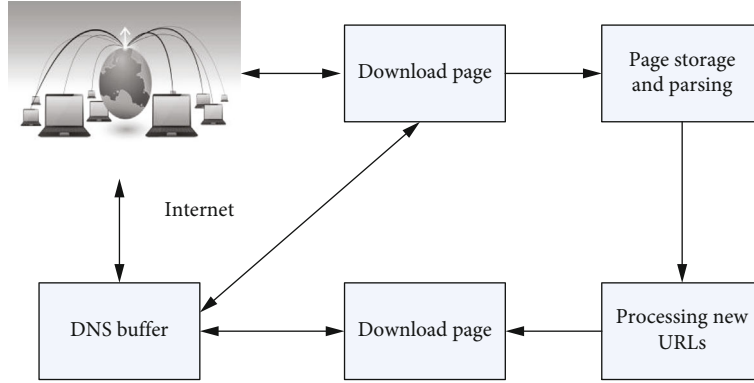 Download page
Page storage
and parsing
Internet
DNS buffer
Download page
Processing new
URLs